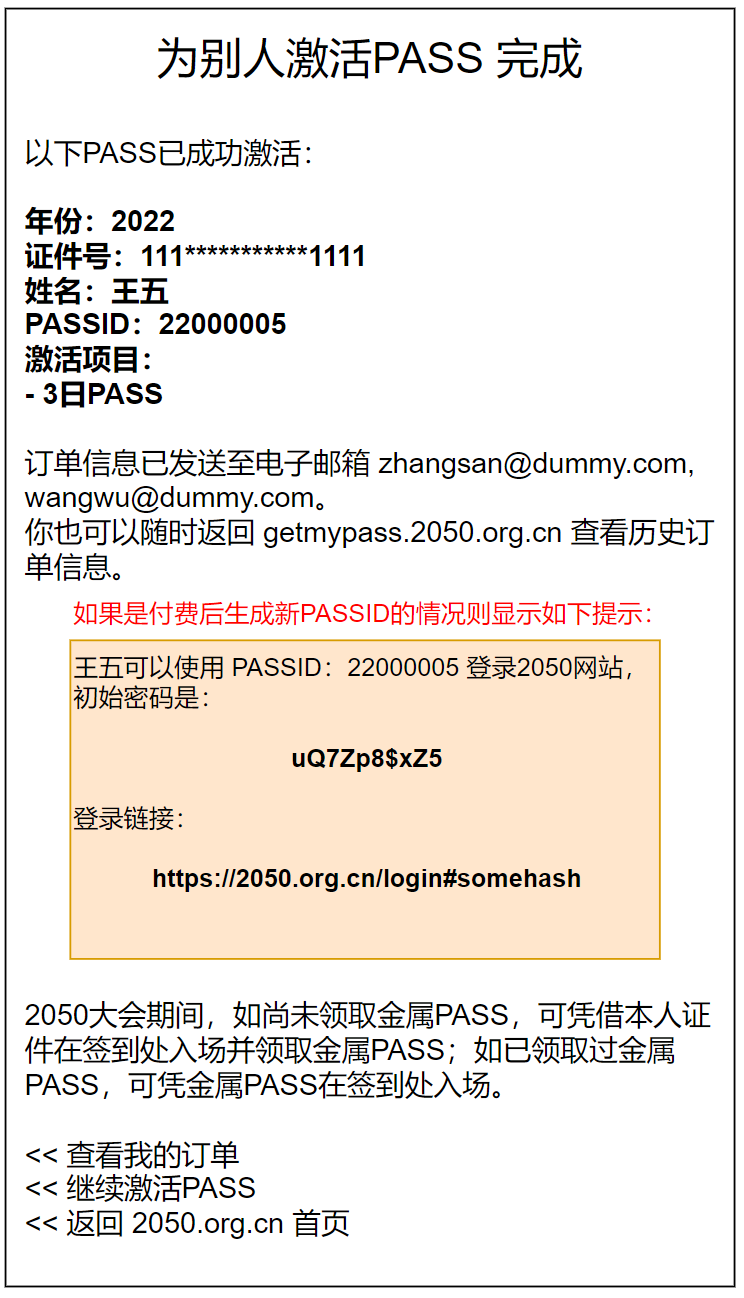 为别人激活PASS 完成
以下PASS已成功激活：
年份：2022
证件号：111***********1111
姓名：王五
PASSID：22000005
激活项目：
- 3日PASS
订单信息已发送至电子邮箱 zhangsan@dummy.com,
wangwu@dummy.com。
你也可以随时返回 getmypass.2050.org.cn 查看历史订
单信息。
如果是付费后生成新PASSID的情况则显示如下提示：
王五可以使用 PASSID：22000005 登录2050网站，
初始密码是：
uQ7Zp8$xZ5
登录链接：
https://2050.org.cn/login#somehash
2050大会期间，如尚未领取金属PASS，可凭借本人证
件在签到处入场并领取金属PASS；如已领取过金属
PASS，可凭金属PASS在签到处入场。
<< 查看我的订单
<< 继续激活PASS
<< 返回 2050.org.cn 首页